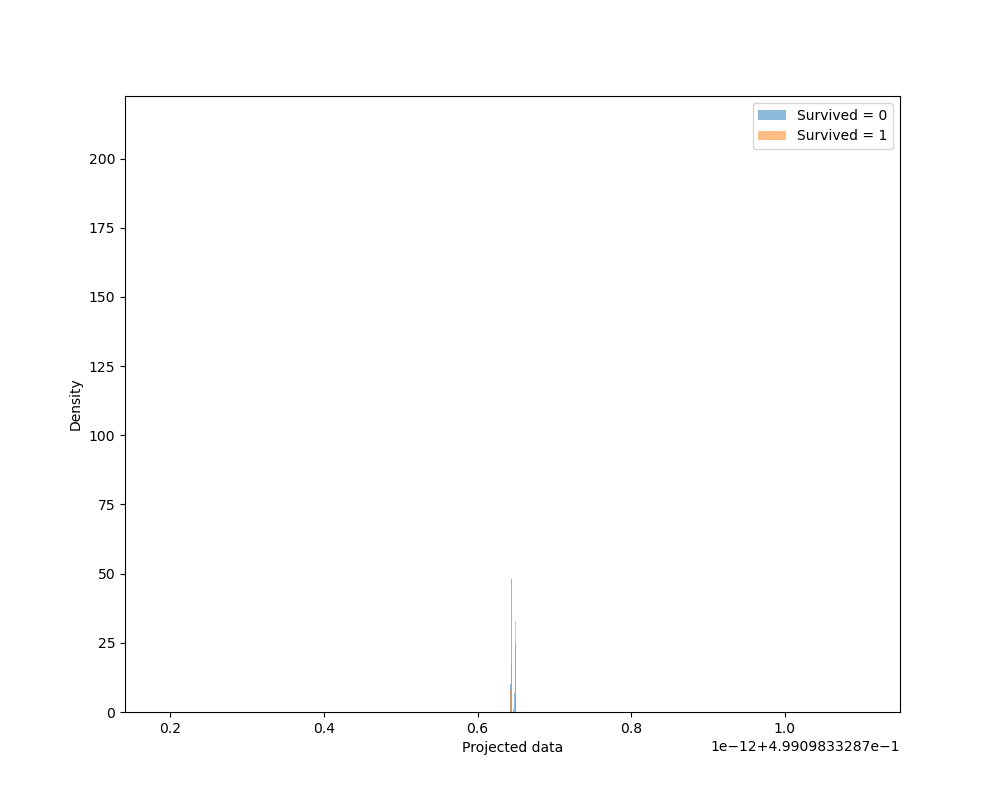 Survived = 0
Survived = 1
200
175
150
125
100
75
50
25
0
Density
0.2 0.4 0.6 0.8 1.0
Projected data
1e−12+4.9909833287e−1